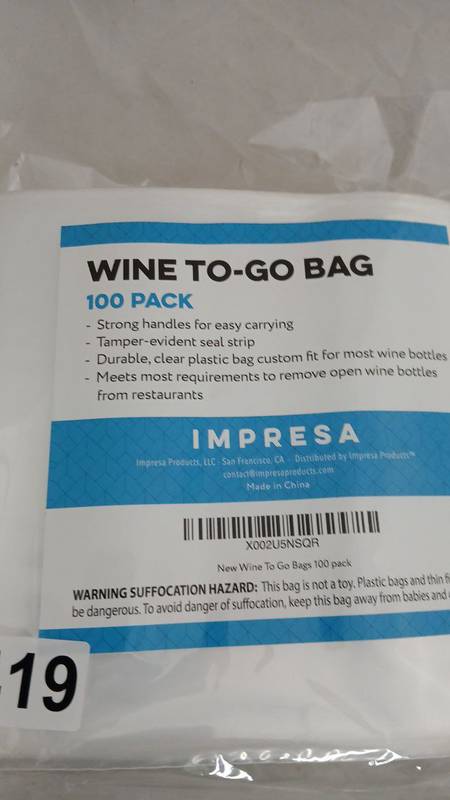 WINE TO-GO BAG
100 PACK
- Strong handles for easy carrying
- Tamper-evident seal strip
- Durable, clear plastic bag custom fit for most wine bottles
- Meets most requirements to remove open wine bottles
from restaurants
IMPRESA
Impresa Products, LLC · San Francisco, CA · Distributed by Impresa Products™
contact@impresaproducts.com
Made in China
X002U5NSQR
New Wine To Go Bags 100 pack
WARNING SUFFOCATION HAZARD: This bag is not a toy. Plastic bags and thin
be dangerous. To avoid danger of suffocation, keep this bag away from babies and
19